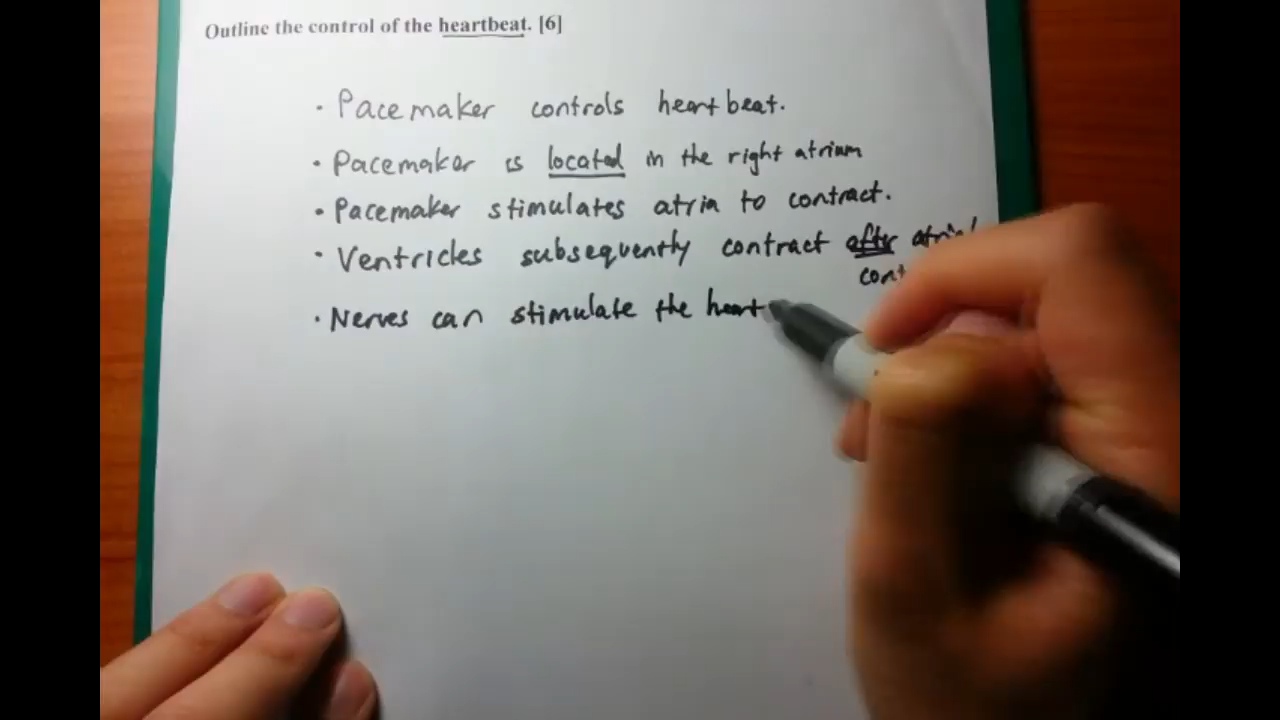 Outline the control of the heartbeat. [6]
· Pacemaker controls heartbeat.
· Pacemaker is located in the right atrium
· Pacemaker stimulates atria to contract.
· Ventricles subsequently contract after atrial
· Nerves can stimulate the heart